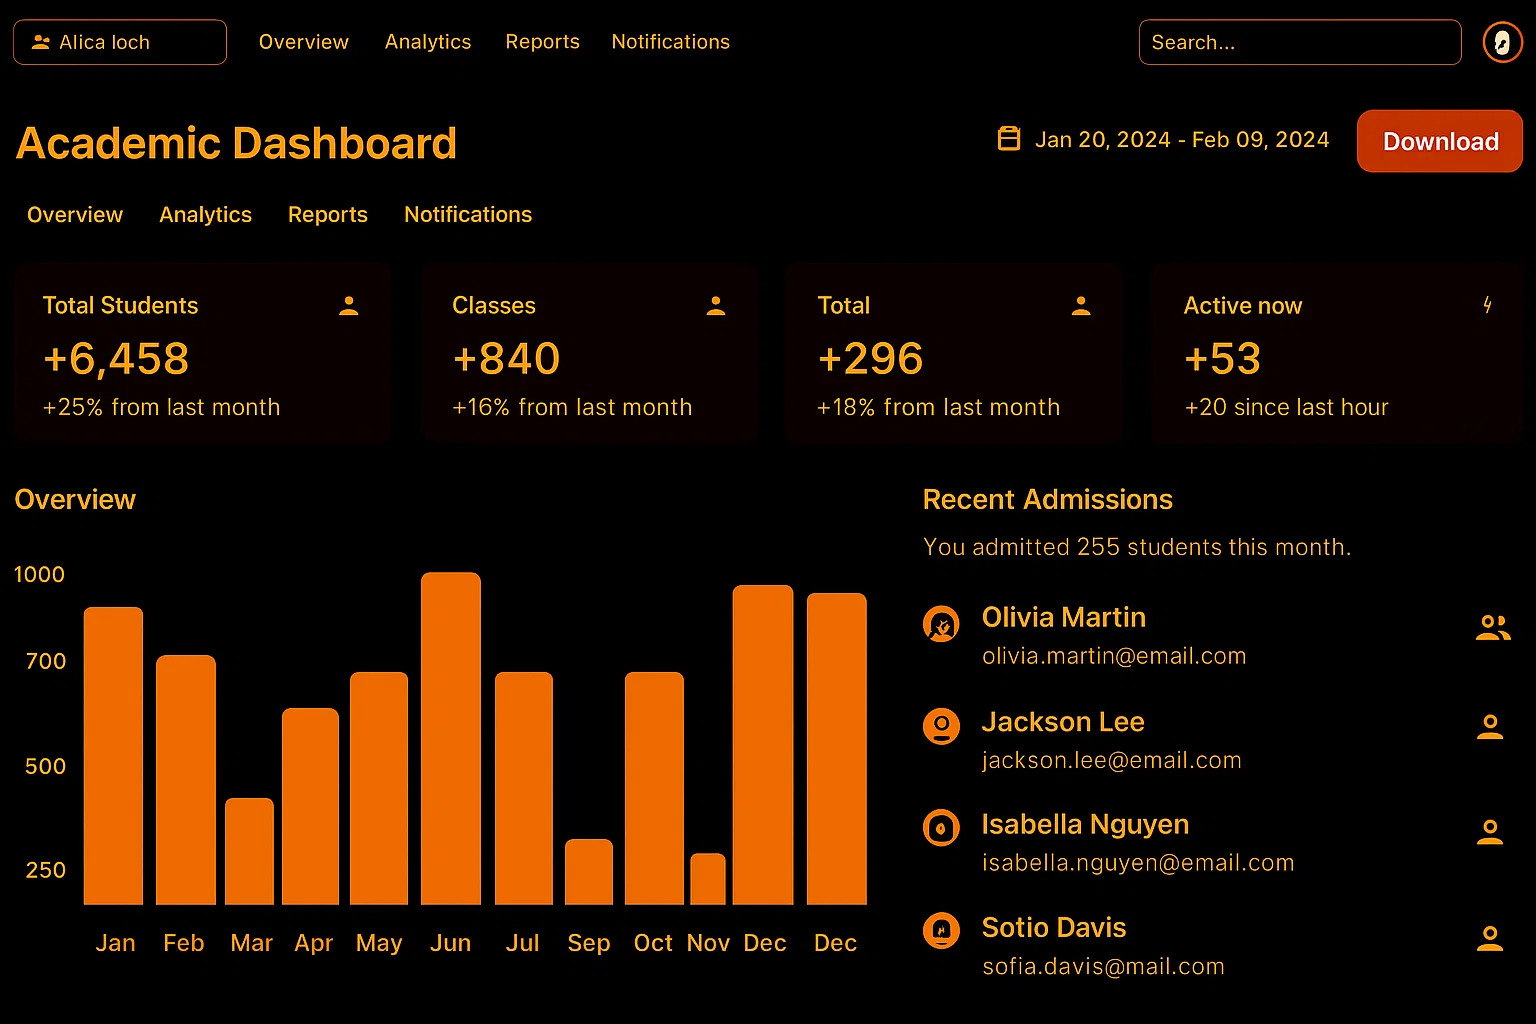 Alica loch
Overview Analytics Reports Notifications
Search...
Academic Dashboard
Jan 20, 2024 - Feb 09, 2024
Download
Overview Analytics Reports Notifications
Total Students
+6,458
+25% from last month
Classes
+840
+16% from last month
Total
+296
+18% from last month
Active now
+53
+20 since last hour
Overview
1000
700
500
250
Jan Feb Mar Apr May Jun Jul Sep Oct Nov Dec Dec
Recent Admissions
You admitted 255 students this month.
Olivia Martin
olivia.martin@email.com
Jackson Lee
jackson.lee@email.com
Isabella Nguyen
isabella.nguyen@email.com
Sotio Davis
sofia.davis@mail.com